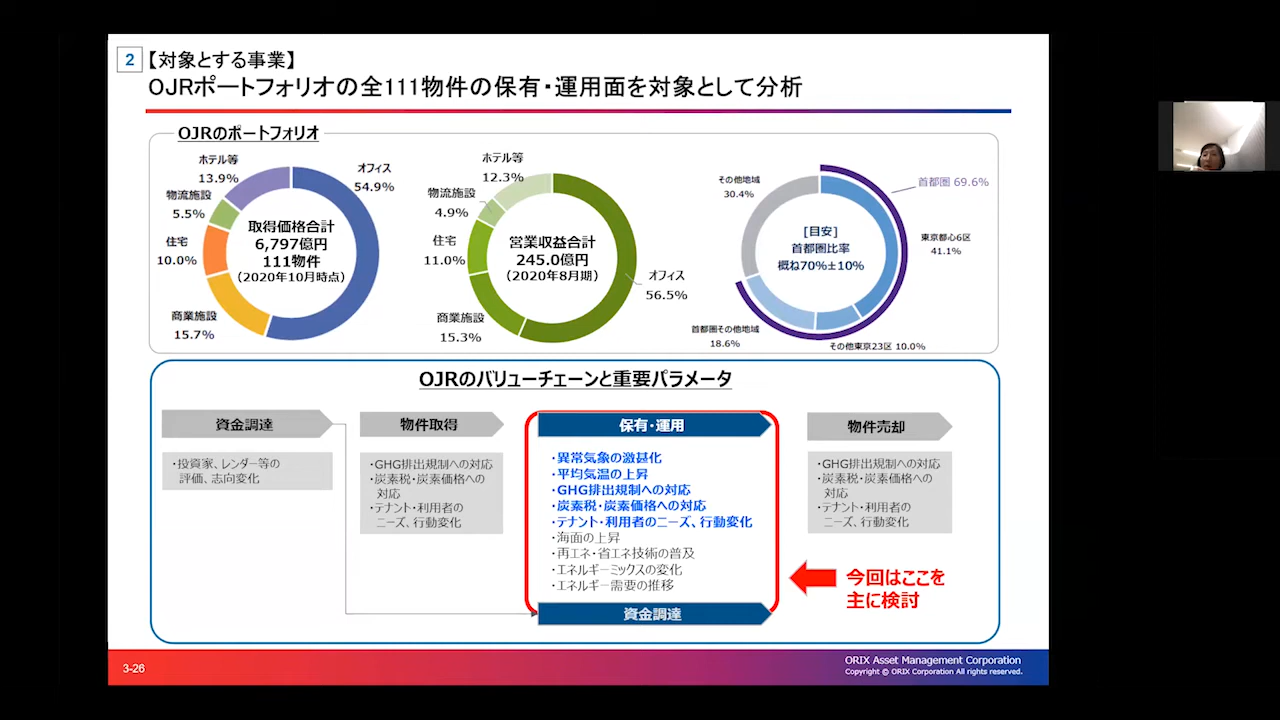 2 【対象とする事業】
OJRポートフォリオの全111物件の保有・運用面を対象として分析
OJRのポートフォリオ
ホテル等
13.9%
物流施設
5.5%
住宅
10.0%
商業施設
15.7%
オフィス
54.9%
取得価格合計
6,797億円
111物件
(2020年10月時点)
ホテル等
12.3%
物流施設
4.9%
住宅
11.0%
商業施設
15.3%
オフィス
56.5%
営業収益合計
245.0億円
(2020年8月期)
その他地域
30.4%
首都圏 69.6%
東京都心6区
41.1%
[目安]
首都圏比率
概ね70%±10%
首都圏その他地域
18.6%
その他東京23区 10.0%
OJRのバリューチェーンと重要パラメータ
資金調達
・投資家、レンダー等の
評価、志向変化
物件取得
・GHG排出規制への対応
・炭素税・炭素価格への
対応
・テナント・利用者の
ニーズ、行動変化
保有・運用
・異常気象の激甚化
・平均気温の上昇
・GHG排出規制への対応
・炭素税・炭素価格への対応
・テナント・利用者のニーズ、行動変化
・海面の上昇
・再エネ・省エネ技術の普及
・エネルギーミックスの変化
・エネルギー需要の推移
資金調達
物件売却
・GHG排出規制への対応
・炭素税・炭素価格への
対応
・テナント・利用者の
ニーズ、行動変化
今回はここを
主に検討
3-26
ORIX Asset Management Corporation
Copyright © ORIX Corporation All rights reserved.